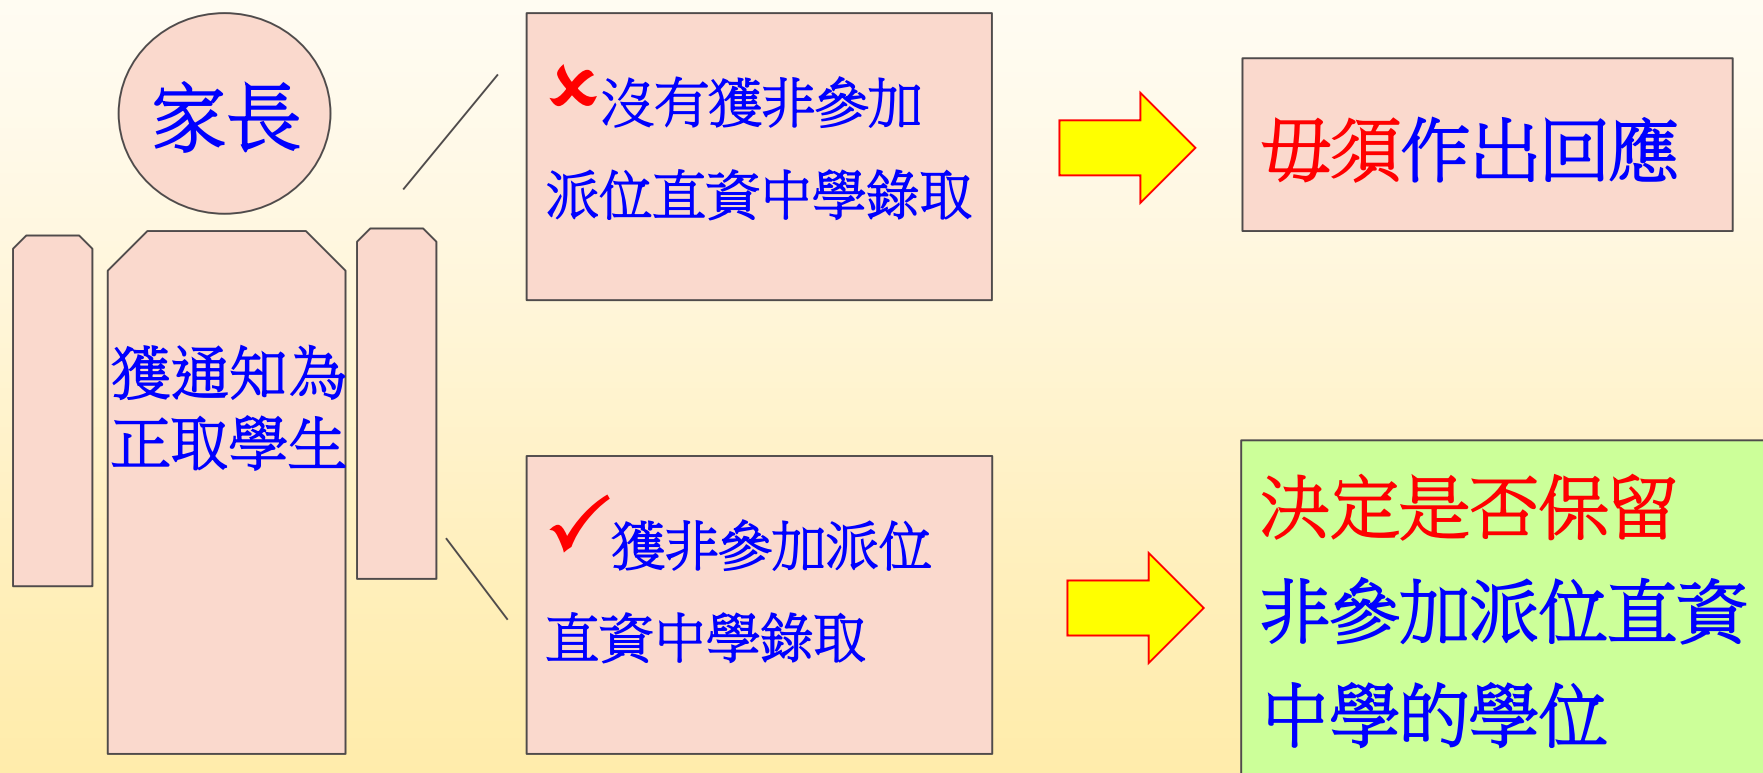 家長
獲通知為
正取學生
✘沒有獲非參加
派位直資中學錄取
毋須作出回應
✓獲非參加派位
直資中學錄取
決定是否保留
非參加派位直資
中學的學位